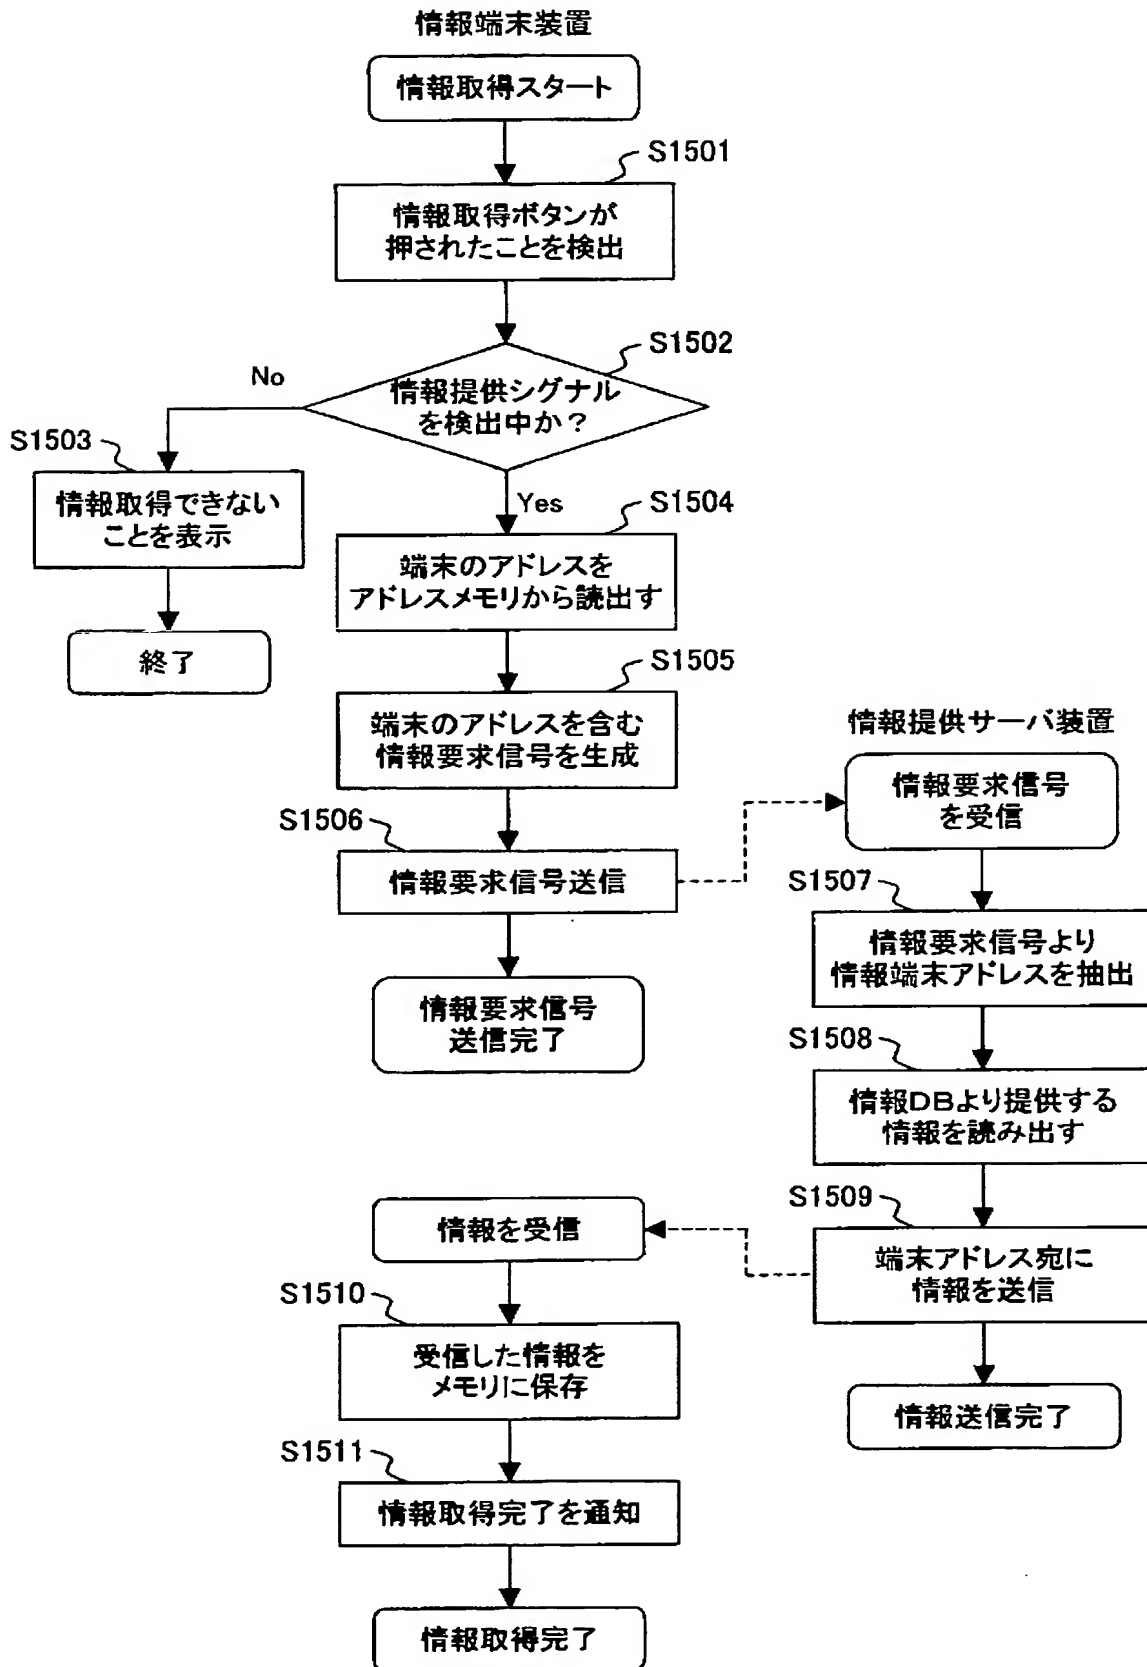 情報端末装置
情報取得スタート
S1501
情報取得ボタンが
押されたことを検出
S1502
情報提供シグナル
を検出中か?
No
S1503
情報取得できない
ことを表示
終了
Yes
S1504
端末のアドレスを
アドレスメモリから読出す
S1505
端末のアドレスを含む
情報要求信号を生成
S1506
情報要求信号送信
情報要求信号
送信完了
情報提供サーバ装置
情報要求信号
を受信
S1507
情報要求信号より
情報端末アドレスを抽出
S1508
情報DBより提供する
情報を読み出す
S1509
端末アドレス宛に
情報を送信
情報送信完了
情報を受信
S1510
受信した情報を
メモリに保存
S1511
情報取得完了を通知
情報取得完了